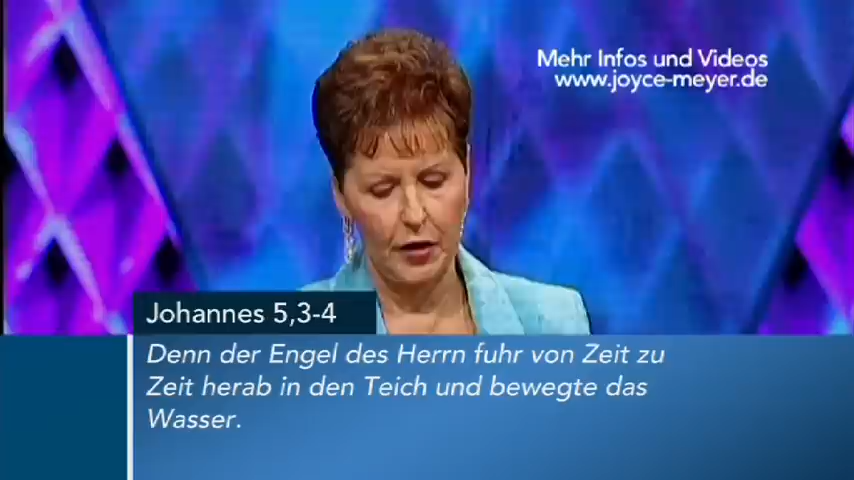 Mehr Infos und Videos
www.joyce-meyer.de
Johannes 5,3-4
Denn der Engel des Herrn fuhr von Zeit zu
Zeit herab in den Teich und bewegte das
Wasser.